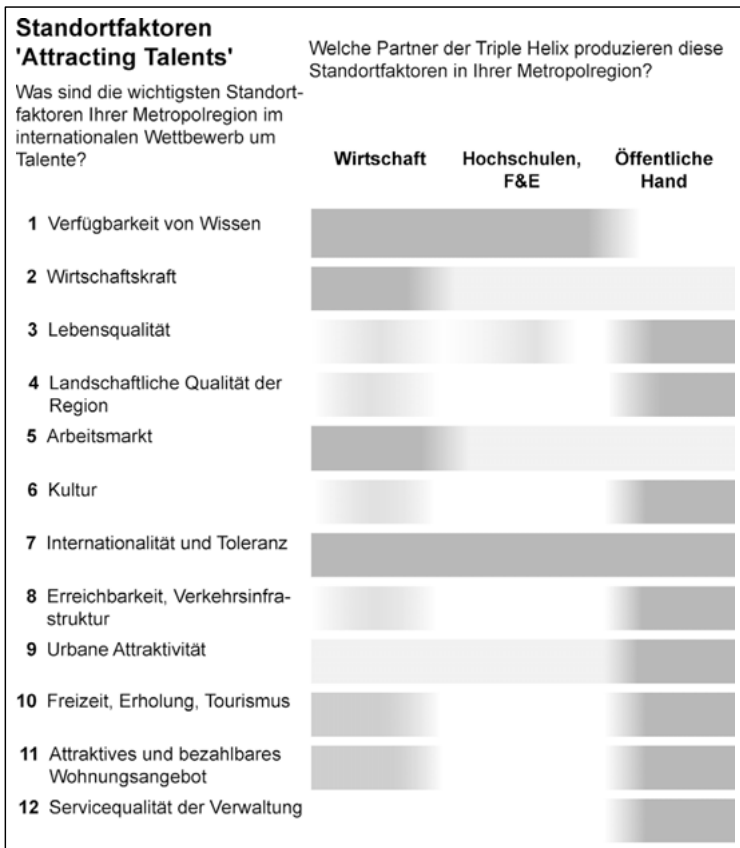 Standortfaktoren
'Attracting Talents'
Was sind die wichtigsten Standort-
faktoren Ihrer Metropolregion im
internationalen Wettbewerb um
Talente?
Welche Partner der Triple Helix produzieren diese
Standortfaktoren in Ihrer Metropolregion?
Wirtschaft
Hochschulen,
F&E
Öffentliche
Hand
1 Verfügbarkeit von Wissen
2 Wirtschaftskraft
3 Lebensqualität
4 Landschaftliche Qualität der
Region
5 Arbeitsmarkt
6 Kultur
7 Internationalität und Toleranz
8 Erreichbarkeit, Verkehrsinfra-
struktur
9 Urbane Attraktivität
10 Freizeit, Erholung, Tourismus
11 Attraktives und bezahlbares
Wohnungsangebot
12 Servicequalität der Verwaltung